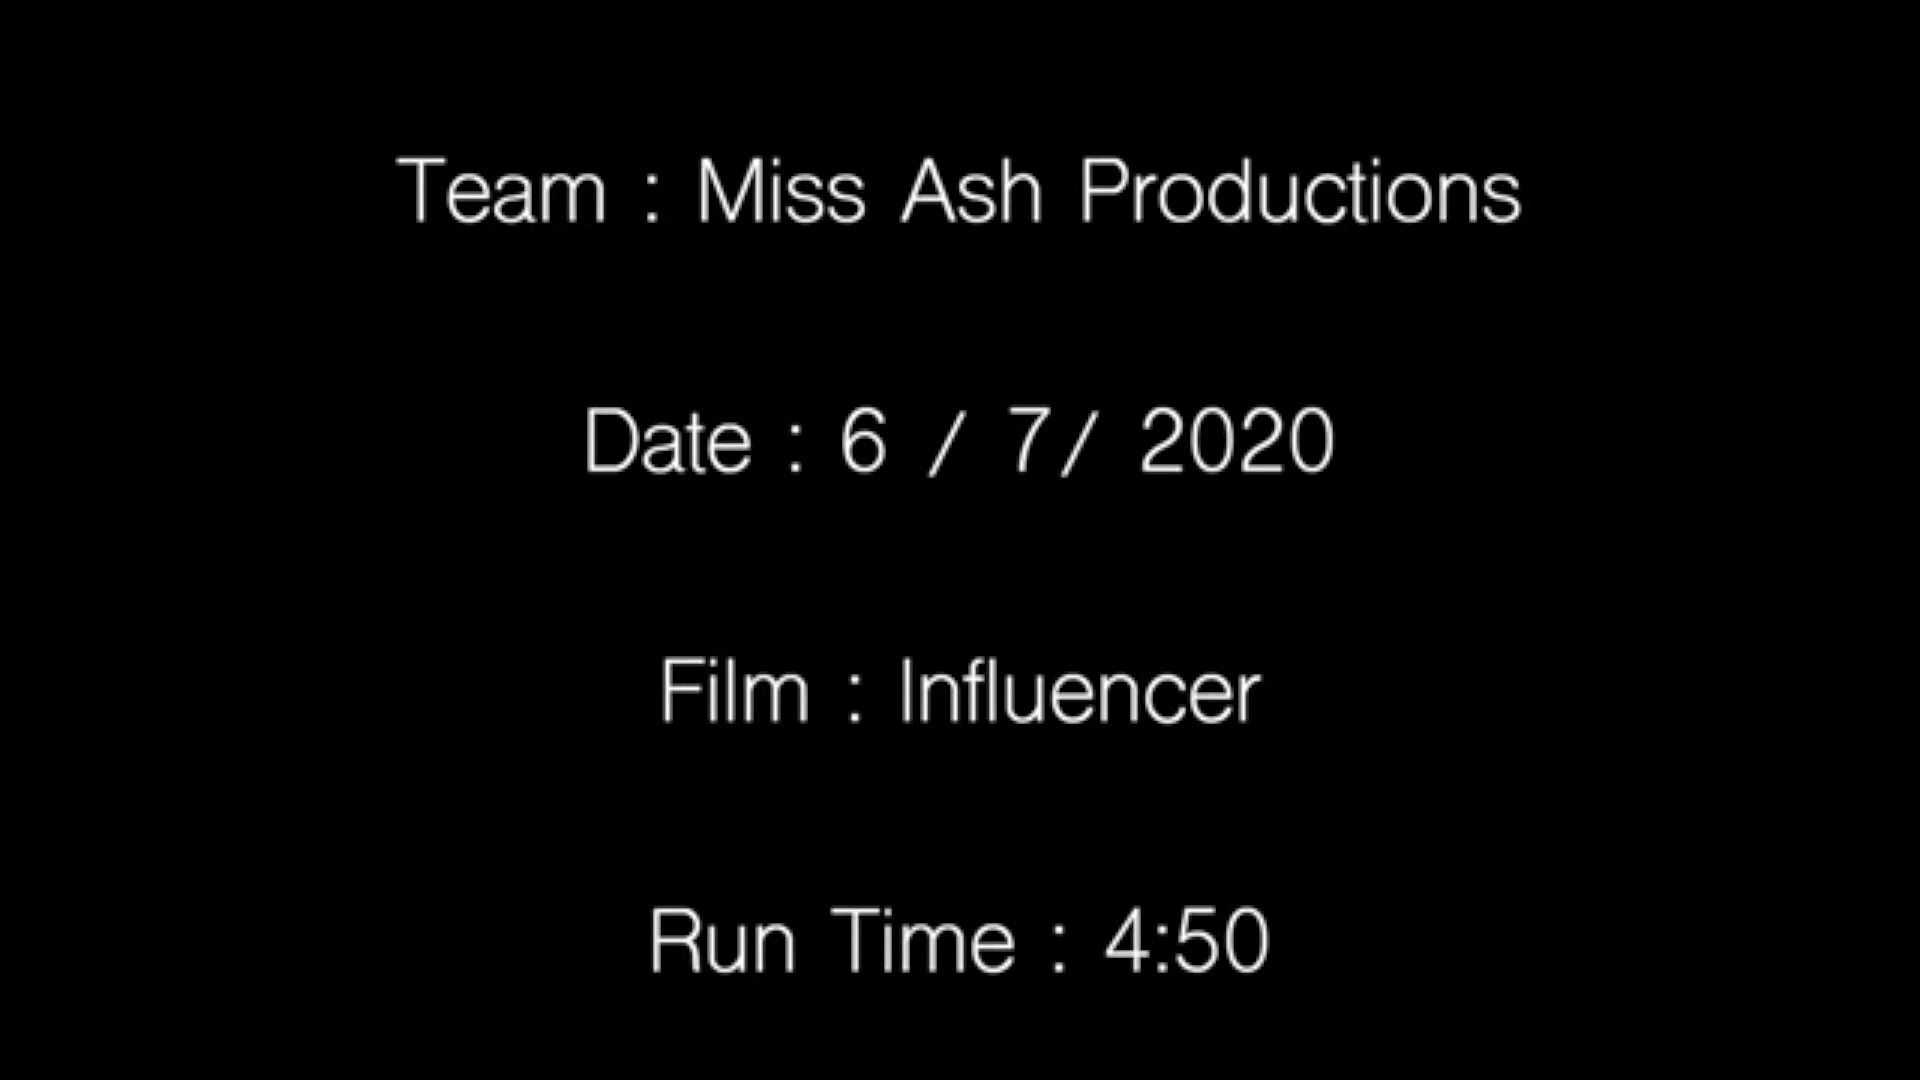 Team : Miss Ash Productions
Date : 6 / 7/ 2020
Film : Influencer
Run Time : 4:50